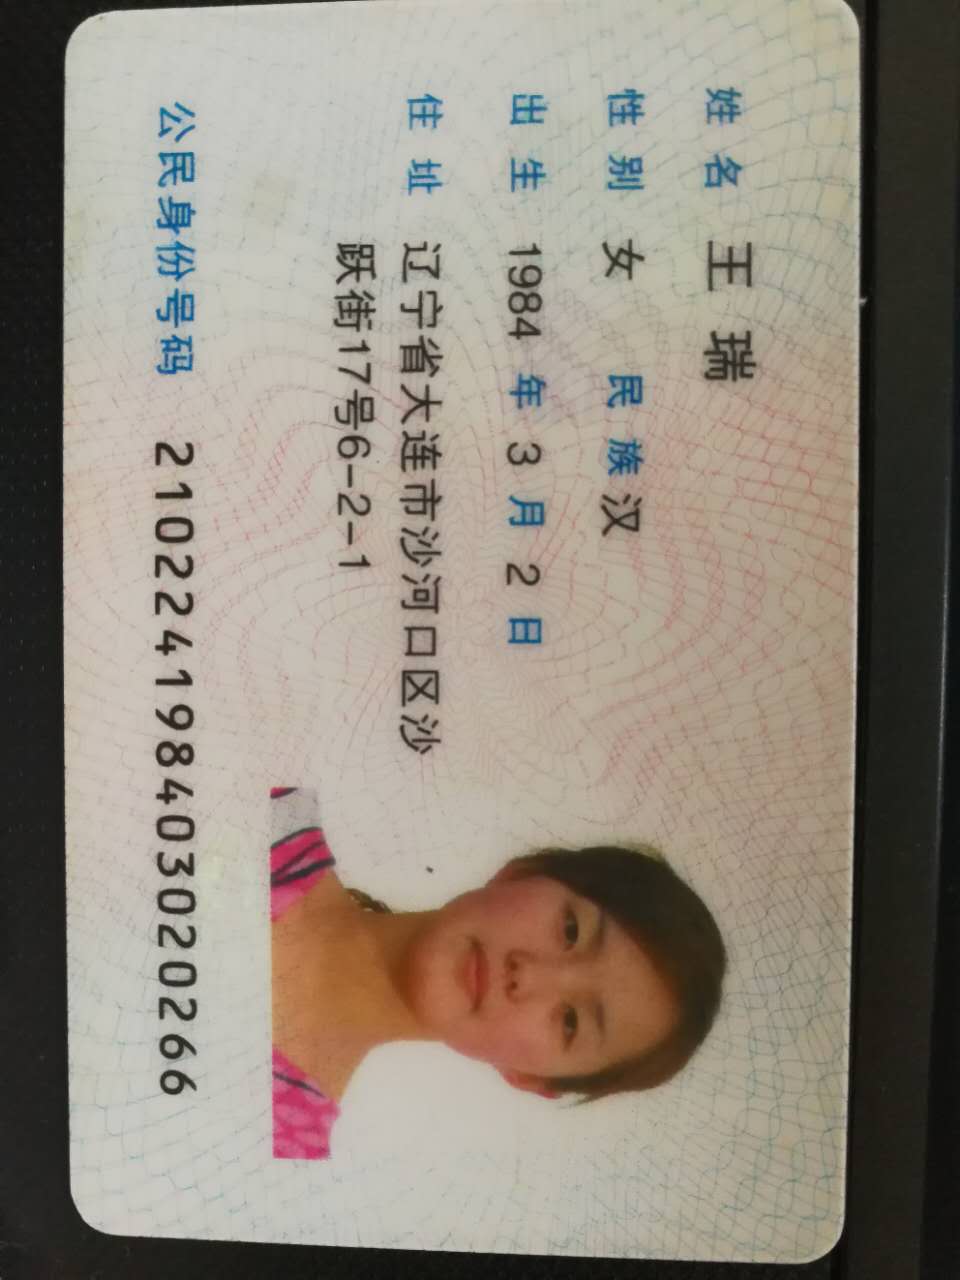 姓名 王瑞
性别 女 民族 汉
出生 1984 年 3 月 2 日
住址 辽宁省大连市沙河口区沙
跃街17号6-2-1
公民身份号码 210224198403020266